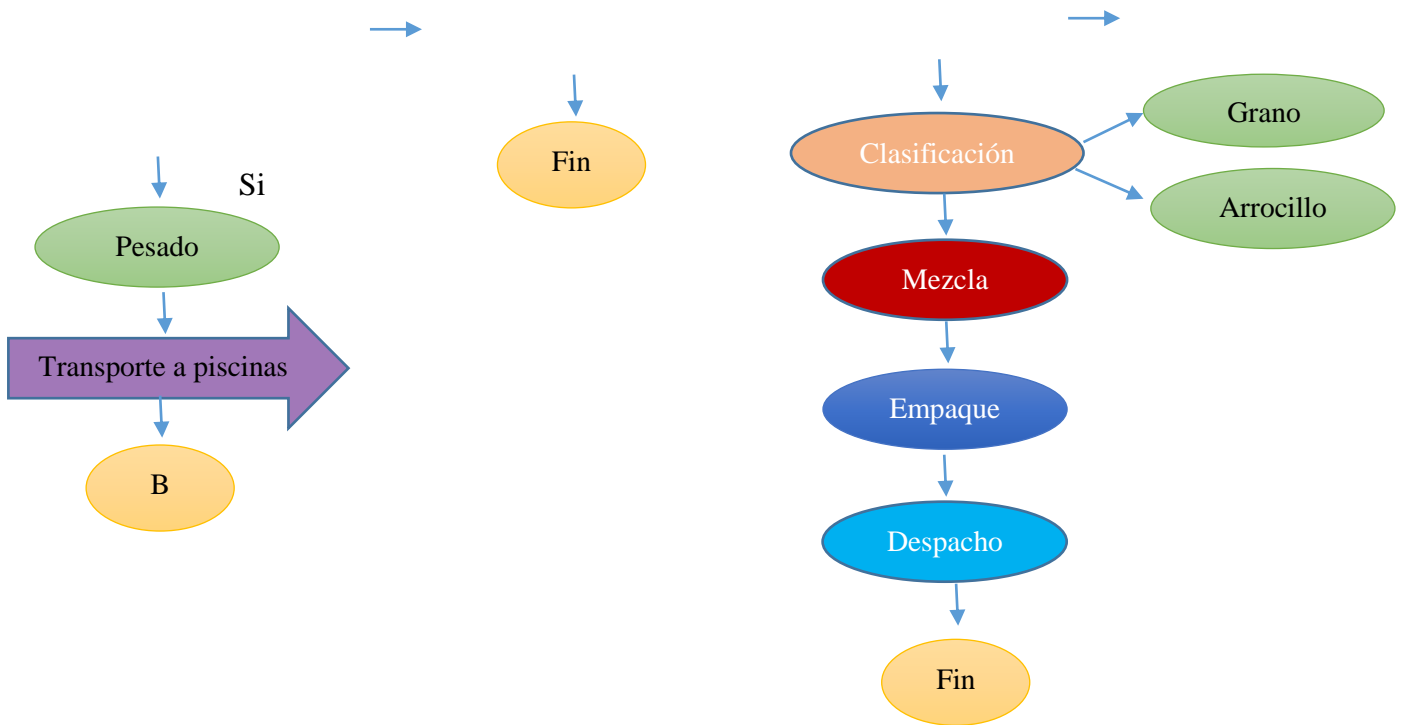 Si
Pesado
Transporte a piscinas
B
Fin
Clasificación
Grano
Arrocillo
Mezcla
Empaque
Despacho
Fin